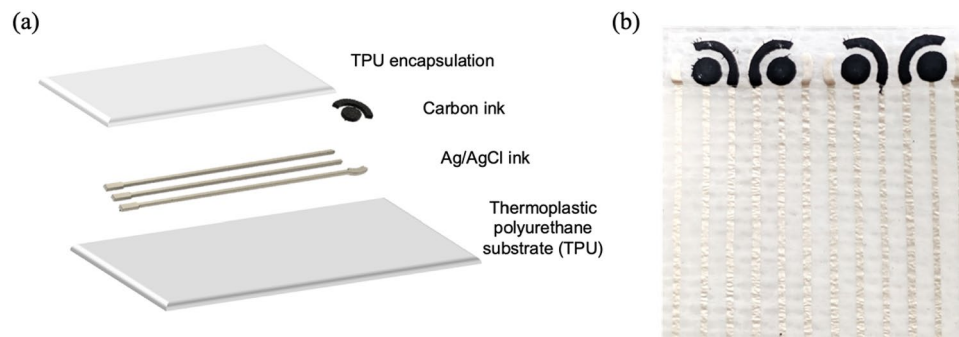 (a)
TPU encapsulation
Carbon ink
Ag/AgCl ink
Thermoplastic
polyurethane
substrate (TPU)
(b)